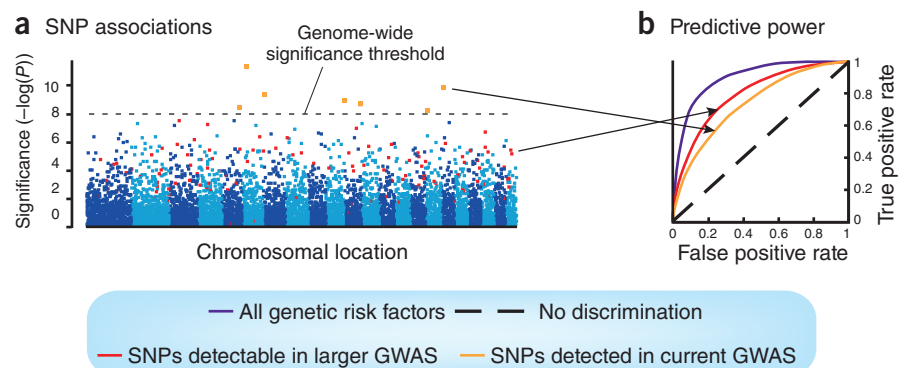 a SNP associations
Genome-wide
significance threshold
Significance (–log(P))
10
8
6
4
2
0
Chromosomal location
b Predictive power
1
0.8
0.6
0.4
0.2
0
True positive rate
0 0.2 0.4 0.6 0.8 1
False positive rate
All genetic risk factors No discrimination
SNPs detectable in larger GWAS SNPs detected in current GWAS